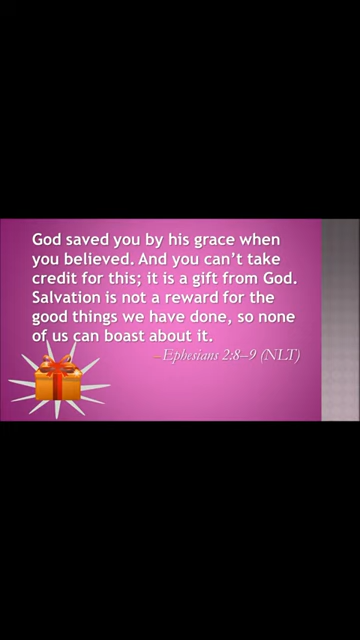 God saved you by his grace when
you believed. And you can’t take
credit for this; it is a gift from God.
Salvation is not a reward for the
good things we have done, so none
of us can boast about it.
–Ephesians 2:8–9 (NLT)